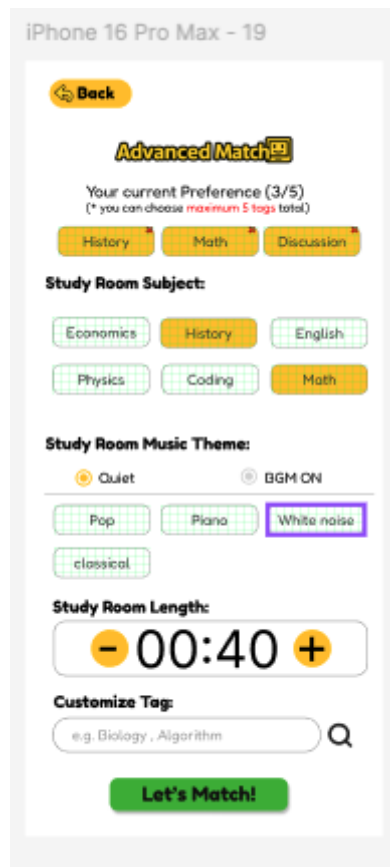 iPhone 16 Pro Max - 19
Back
Advanced Match
Your current Preference (3/5)
(* you can choose maximum 5 tags total)
History Math Discussion
Study Room Subject:
Economics History English
Physics Coding Math
Study Room Music Theme:
Quiet BGM ON
Pop Piano White noise
classical
Study Room Length:
- 00:40 +
Customize Tag:
e.g. Biology , Algorithm
Let's Match!